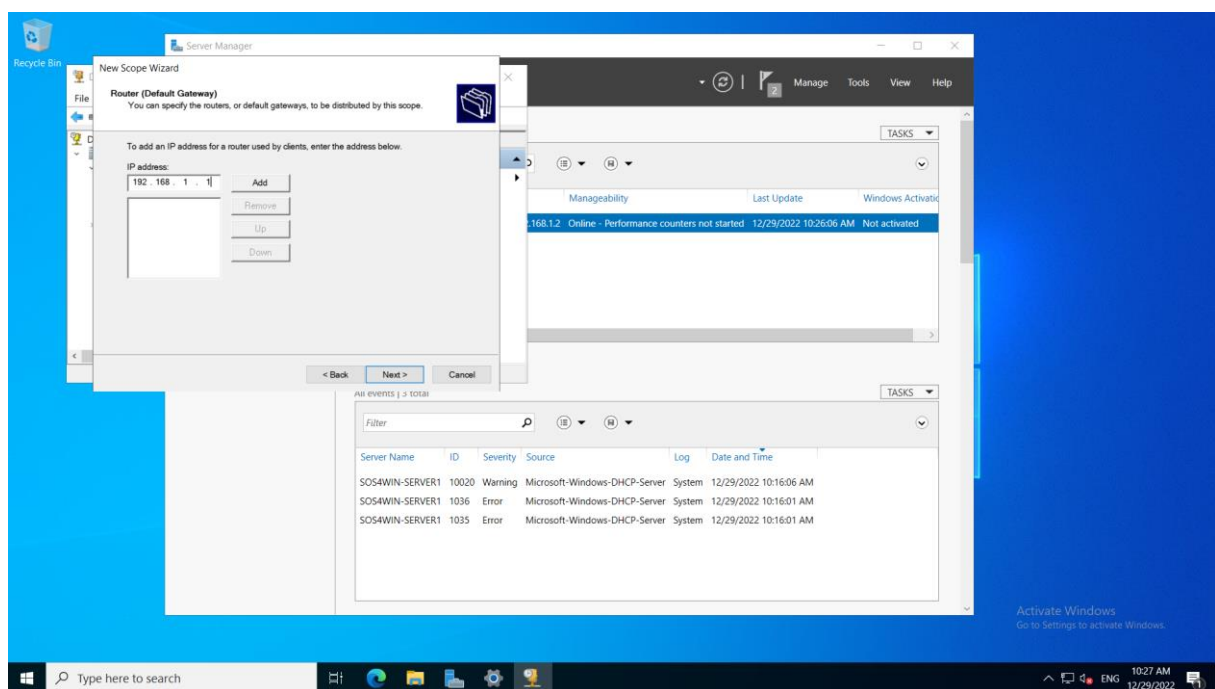 Recycle Bin
Server Manager
Manage Tools View Help
2
New Scope Wizard
Router (Default Gateway)
You can specify the routers, or default gateways, to be distributed by this scope.
File
To add an IP address for a router used by clients, enter the address below.
IP address:
192 . 168 . 1 . 1
Add
Remove
Up
Down
< Back
Next >
Cancel
TASKS
Manageability Last Update Windows Activatio
.168.1.2 Online - Performance counters not started 12/29/2022 10:26:06 AM Not activated
All events | 3 total
TASKS
Filter
Server Name ID Severity Source Log Date and Time
SOS4WIN-SERVER1 10020 Warning Microsoft-Windows-DHCP-Server System 12/29/2022 10:16:06 AM
SOS4WIN-SERVER1 1036 Error Microsoft-Windows-DHCP-Server System 12/29/2022 10:16:01 AM
SOS4WIN-SERVER1 1035 Error Microsoft-Windows-DHCP-Server System 12/29/2022 10:16:01 AM
Activate Windows
Go to Settings to activate Windows.
Type here to search
ENG
10:27 AM
12/29/2022